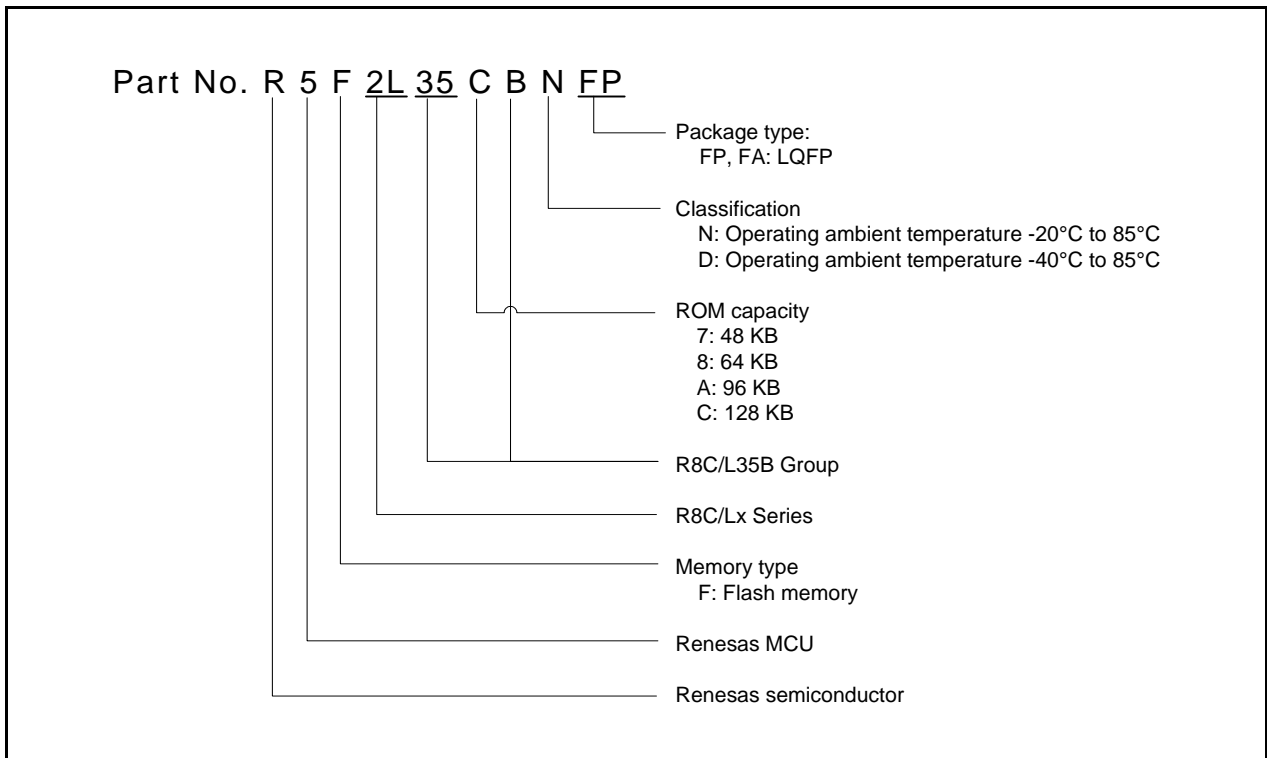 Part No. R 5 F 2L 35 C B N FP
Package type:
FP, FA: LQFP
Classification
N: Operating ambient temperature -20°C to 85°C
D: Operating ambient temperature -40°C to 85°C
ROM capacity
7: 48 KB
8: 64 KB
A: 96 KB
C: 128 KB
R8C/L35B Group
R8C/Lx Series
Memory type
F: Flash memory
Renesas MCU
Renesas semiconductor